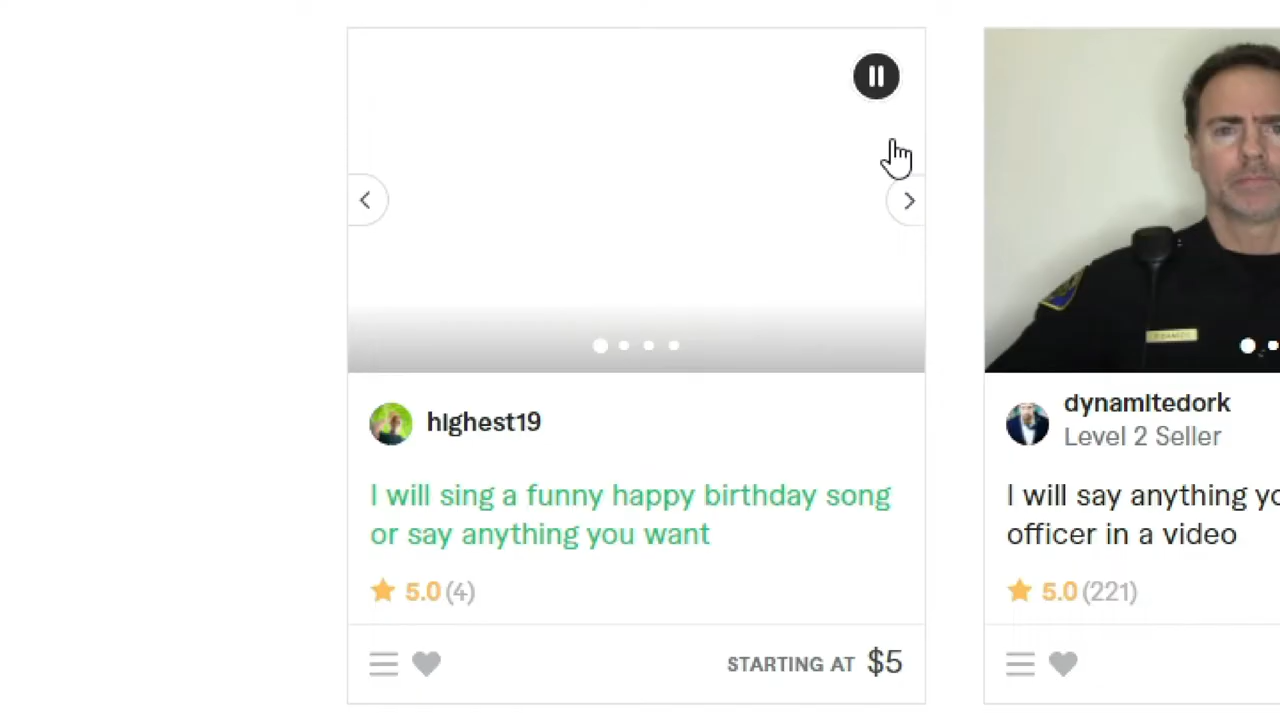 hIghest19
I will sing a funny happy birthday song
or say anything you want
5.0 (4)
STARTING AT $5
dynamItedork
Level 2 Seller
I will say anything yo
officer in a video
5.0 (221)